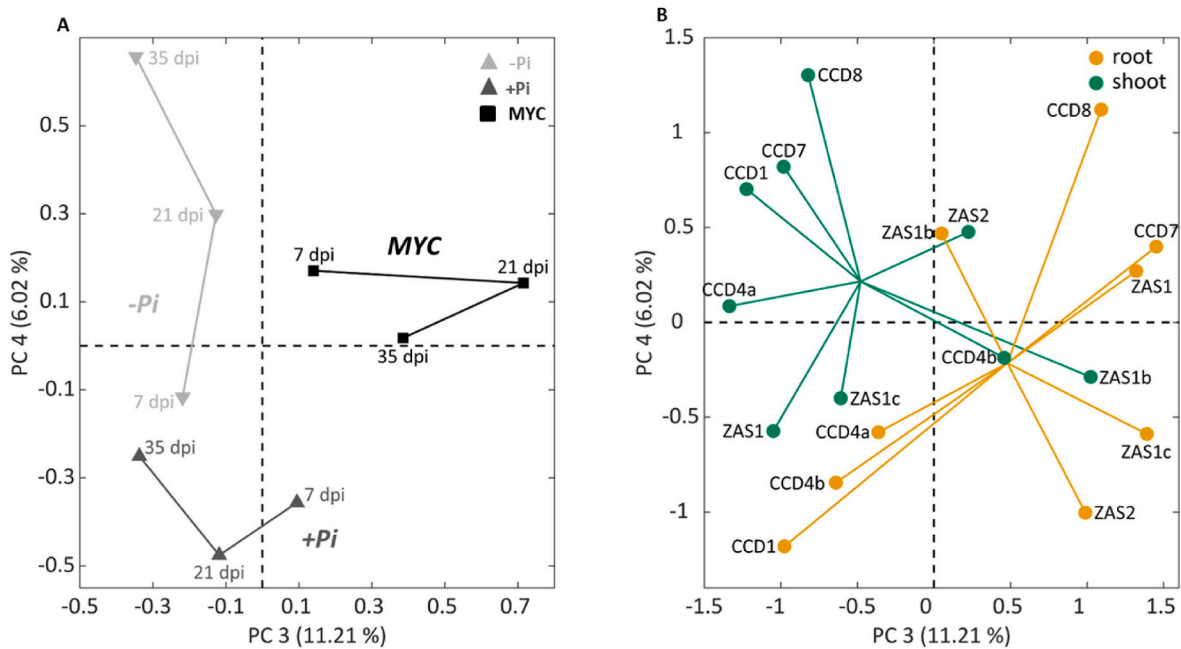 A
35 dpi
-Pi
+Pi
MYC
0.5
0.3
0.1
-0.1
-0.3
-0.5
21 dpi
7 dpi
MYC
21 dpi
35 dpi
-Pi
7 dpi
35 dpi
7 dpi
+Pi
21 dpi
-0.5
-0.3
-0.1
0.1
0.3
0.5
0.7
PC 3 (11.21 %)
PC 4 (6.02 %)
B
1.5
1
0.5
0
-0.5
-1
root
shoot
CCD8
CCD8
CCD7
CCD1
ZAS1b
ZAS2
CCD7
ZAS1
CCD4a
CCD4b
ZAS1b
ZAS1c
ZAS1
CCD4a
ZAS1c
CCD4b
ZAS2
CCD1
-1.5
-1
-0.5
0
0.5
1
1.5
PC 3 (11.21 %)
PC 4 (6.02 %)